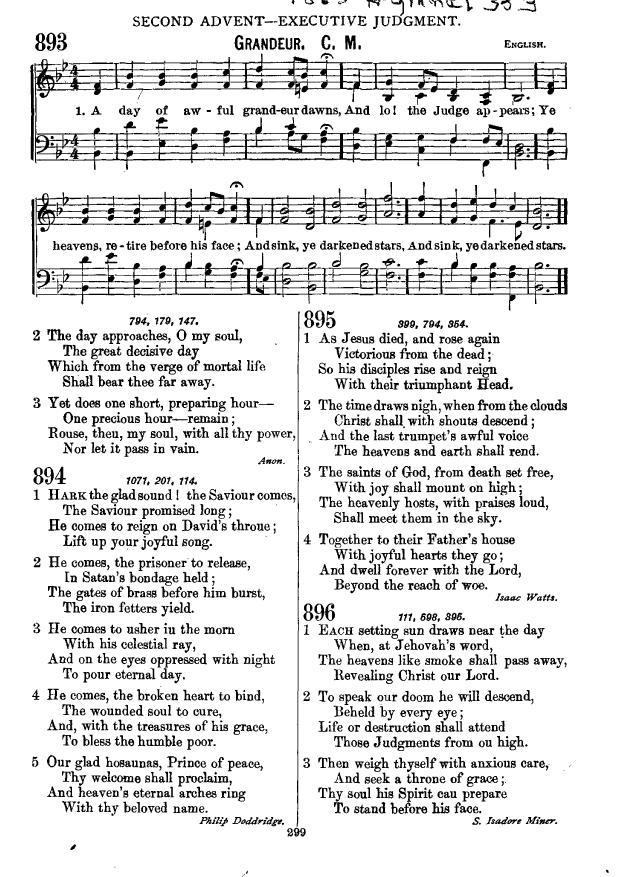 SECOND ADVENT—EXECUTIVE JUDGMENT.
893 GRANDEUR. C. M. ENGLISH.
1. A day of aw - ful grand-eur dawns, And lo! the Judge ap-pears; Ye
heavens, re-tire before his face; And sink, ye darkened stars, And sink, ye darkened stars.
794, 179, 147.
2 The day approaches, O my soul,
The great decisive day
Which from the verge of mortal life
Shall bear thee far away.
3 Yet does one short, preparing hour—
One precious hour—remain;
Rouse, then, my soul, with all thy power,
Nor let it pass in vain.
Anon.
894 1071, 201, 114.
1 HARK the glad sound! the Saviour comes,
The Saviour promised long;
He comes to reign on David's throne;
Lift up your joyful song.
2 He comes, the prisoner to release,
In Satan's bondage held;
The gates of brass before him burst,
The iron fetters yield.
3 He comes to usher in the morn
With his celestial ray,
And on the eyes oppressed with night
To pour eternal day.
4 He comes, the broken heart to bind,
The wounded soul to cure,
And, with the treasures of his grace,
To bless the humble poor.
5 Our glad hosannas, Prince of peace,
Thy welcome shall proclaim,
And heaven's eternal arches ring
With thy beloved name.
Philip Doddridge.
895 399, 794, 354.
1 As Jesus died, and rose again
Victorious from the dead;
So his disciples rise and reign
With their triumphant Head.
2 The time draws nigh, when from the clouds
Christ shall with shouts descend;
And the last trumpet's awful voice
The heavens and earth shall rend.
3 The saints of God, from death set free,
With joy shall mount on high;
The heavenly hosts, with praises loud,
Shall meet them in the sky.
4 Together to their Father's house
With joyful hearts they go;
And dwell forever with the Lord,
Beyond the reach of woe.
Isaac Watts.
896 111, 598, 395.
1 EACH setting sun draws near the day
When, at Jehovah's word,
The heavens like smoke shall pass away,
Revealing Christ our Lord.
2 To speak our doom he will descend,
Beheld by every eye;
Life or destruction shall attend
Those Judgments from on high.
3 Then weigh thyself with anxious care,
And seek a throne of grace;
Thy soul his Spirit can prepare
To stand before his face.
S. Isadore Miner.
299